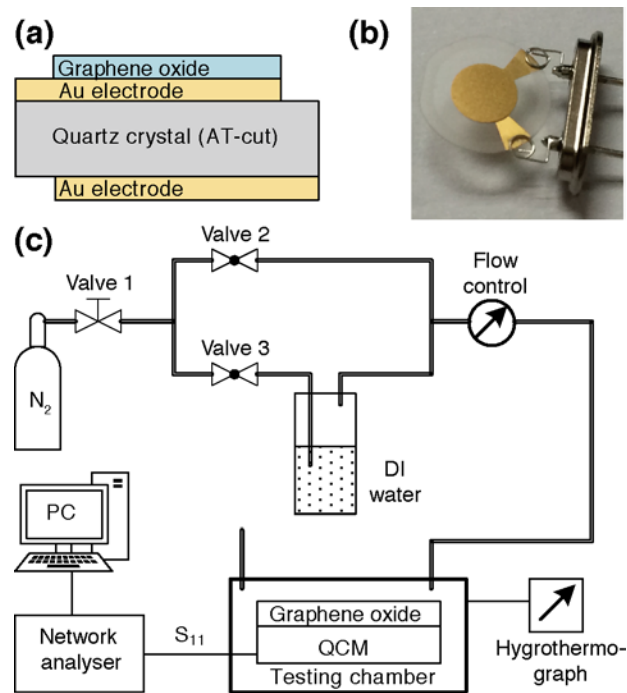 (a)
Graphene oxide
Au electrode
Quartz crystal (AT-cut)
Au electrode
(b)
(c)
Valve 1
Valve 2
Valve 3
Flow
control
N2
DI
water
PC
Network
analyser
S11
Graphene oxide
QCM
Testing chamber
Hygrothermo-
graph